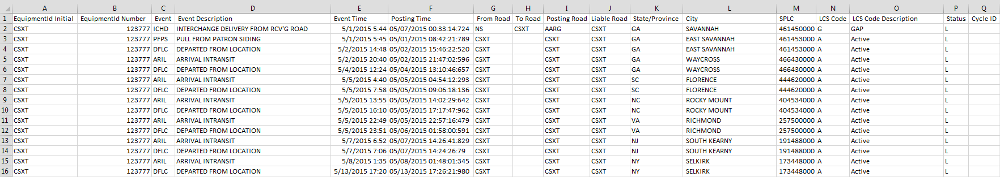 A B C D E F G H I J K L M N O P Q
1 EquipmentId Initial EquipmentId Number Event Event Description Event Time Posting Time From Road To Road Posting Road Liable Road State/Province City SPLC LCS Code LCS Code Description Status Cycle ID
2 CSXT 123777 ICHD INTERCHANGE DELIVERY FROM RCV'G ROAD 5/1/2015 5:44 05/07/2015 00:33:14:724 NS CSXT AARG CSXT GA SAVANNAH 461450000 G GAP L
3 CSXT 123777 PFPS PULL FROM PATRON SIDING 5/1/2015 5:45 05/01/2015 08:42:21:789 CSXT CSXT CSXT GA EAST SAVANNAH 461453000 A Active L
4 CSXT 123777 DFLC DEPARTED FROM LOCATION 5/2/2015 14:48 05/02/2015 15:46:22:520 CSXT CSXT CSXT GA EAST SAVANNAH 461453000 A Active L
5 CSXT 123777 ARIL ARRIVAL INTRANSIT 5/2/2015 20:40 05/02/2015 21:47:02:596 CSXT CSXT CSXT GA WAYCROSS 466430000 A Active L
6 CSXT 123777 DFLC DEPARTED FROM LOCATION 5/4/2015 12:24 05/04/2015 13:10:46:657 CSXT CSXT CSXT GA WAYCROSS 466430000 A Active L
7 CSXT 123777 ARIL ARRIVAL INTRANSIT 5/5/2015 4:40 05/05/2015 04:54:12:293 CSXT CSXT CSXT SC FLORENCE 444620000 A Active L
8 CSXT 123777 DFLC DEPARTED FROM LOCATION 5/5/2015 7:58 05/05/2015 09:06:18:136 CSXT CSXT CSXT SC FLORENCE 444620000 A Active L
9 CSXT 123777 ARIL ARRIVAL INTRANSIT 5/5/2015 13:55 05/05/2015 14:02:29:642 CSXT CSXT CSXT NC ROCKY MOUNT 404534000 A Active L
10 CSXT 123777 DFLC DEPARTED FROM LOCATION 5/5/2015 16:10 05/05/2015 17:17:47:962 CSXT CSXT CSXT NC ROCKY MOUNT 404534000 A Active L
11 CSXT 123777 ARIL ARRIVAL INTRANSIT 5/5/2015 22:49 05/05/2015 22:57:16:479 CSXT CSXT CSXT VA RICHMOND 257500000 A Active L
12 CSXT 123777 DFLC DEPARTED FROM LOCATION 5/5/2015 23:51 05/06/2015 01:58:00:591 CSXT CSXT CSXT VA RICHMOND 257500000 A Active L
13 CSXT 123777 ARIL ARRIVAL INTRANSIT 5/7/2015 6:52 05/07/2015 14:26:41:829 CSXT CSXT CSXT NJ SOUTH KEARNY 191488000 A Active L
14 CSXT 123777 DFLC DEPARTED FROM LOCATION 5/7/2015 7:06 05/07/2015 14:24:26:79 CSXT CSXT CSXT NJ SOUTH KEARNY 191488000 A Active L
15 CSXT 123777 ARIL ARRIVAL INTRANSIT 5/8/2015 1:35 05/08/2015 01:48:01:345 CSXT CSXT CSXT NY SELKIRK 173448000 A Active L
16 CSXT 123777 DFLC DEPARTED FROM LOCATION 5/13/2015 17:20 05/13/2015 17:26:21:980 CSXT CSXT CSXT NY SELKIRK 173448000 A Active L